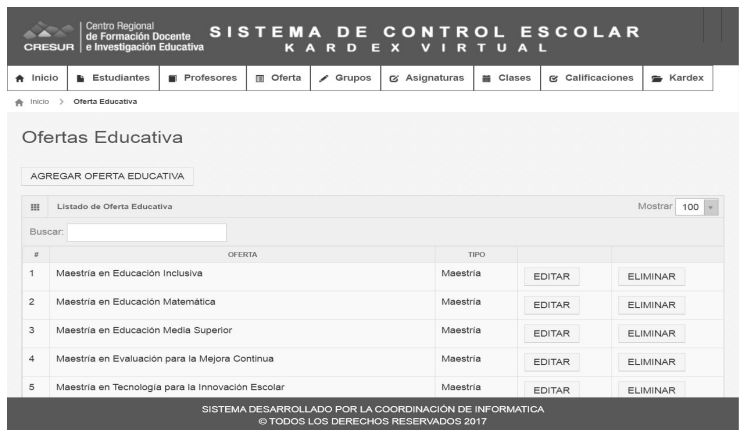 CRESUR
Centro Regional
de Formación Docente
e Investigación Educativa
SISTEMA DE CONTROL ESCOLAR
KARDEX VIRTUAL
Inicio Estudiantes Profesores Oferta Grupos Asignaturas Clases Calificaciones Kardex
Inicio > Oferta Educativa
Ofertas Educativa
AGREGAR OFERTA EDUCATIVA
Listado de Oferta Educativa Mostrar 100
Buscar:
# OFERTA TIPO
1 Maestría en Educación Inclusiva Maestría EDITAR ELIMINAR
2 Maestría en Educación Matemática Maestría EDITAR ELIMINAR
3 Maestría en Educación Media Superior Maestría EDITAR ELIMINAR
4 Maestría en Evaluación para la Mejora Continua Maestría EDITAR ELIMINAR
5 Maestría en Tecnología para la Innovación Escolar Maestría EDITAR ELIMINAR
SISTEMA DESARROLLADO POR LA COORDINACIÓN DE INFORMATICA
© TODOS LOS DERECHOS RESERVADOS 2017